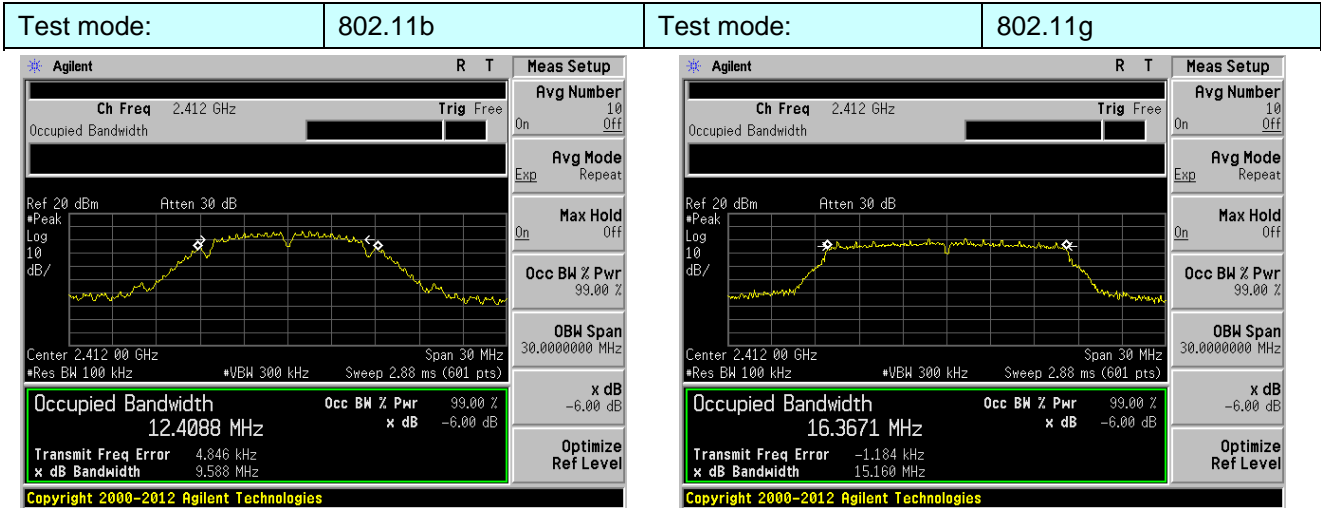 Test mode: 802.11b Test mode: 802.11g
Agilent R T Meas Setup
Ch Freq 2.412 GHz Trig Free
Occupied Bandwidth
Avg Number
10
On Off
Avg Mode
Exp Repeat
Ref 20 dBm Atten 30 dB
#Peak
Log
10
dB/
Max Hold
On Off
Occ BW % Pwr
99.00 %
Center 2.412 00 GHz Span 30 MHz
#Res BW 100 kHz #VBW 300 kHz Sweep 2.88 ms (601 pts)
OBW Span
30.0000000 MHz
Occupied Bandwidth Occ BW % Pwr 99.00 %
12.4088 MHz x dB -6.00 dB
Transmit Freq Error 4.846 kHz
x dB Bandwidth 9.588 MHz
x dB
-6.00 dB
Optimize
Ref Level
Copyright 2000-2012 Agilent Technologies
Agilent R T Meas Setup
Ch Freq 2.412 GHz Trig Free
Occupied Bandwidth
Avg Number
10
On Off
Avg Mode
Exp Repeat
Ref 20 dBm Atten 30 dB
#Peak
Log
10
dB/
Max Hold
On Off
Occ BW % Pwr
99.00 %
Center 2.412 00 GHz Span 30 MHz
#Res BW 100 kHz #VBW 300 kHz Sweep 2.88 ms (601 pts)
OBW Span
30.0000000 MHz
Occupied Bandwidth Occ BW % Pwr 99.00 %
16.3671 MHz x dB -6.00 dB
Transmit Freq Error -1.184 kHz
x dB Bandwidth 15.160 MHz
x dB
-6.00 dB
Optimize
Ref Level
Copyright 2000-2012 Agilent Technologies